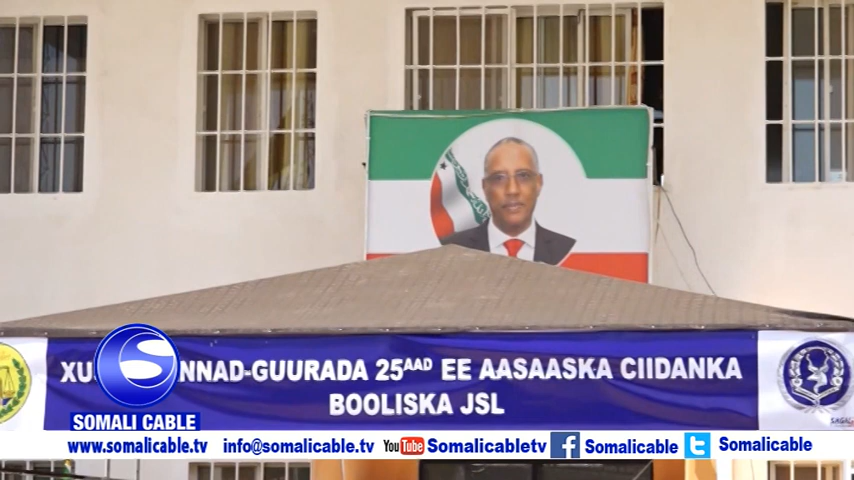 XU NNAD-GUURADA 25AAD EE AASAASKA CIIDANKA
BOOLISKA JSL
S
SOMALI CABLE
www.somalicable.tv info@somalicable.tv YouTube Somalicabletv f Somalicable t Somalicable